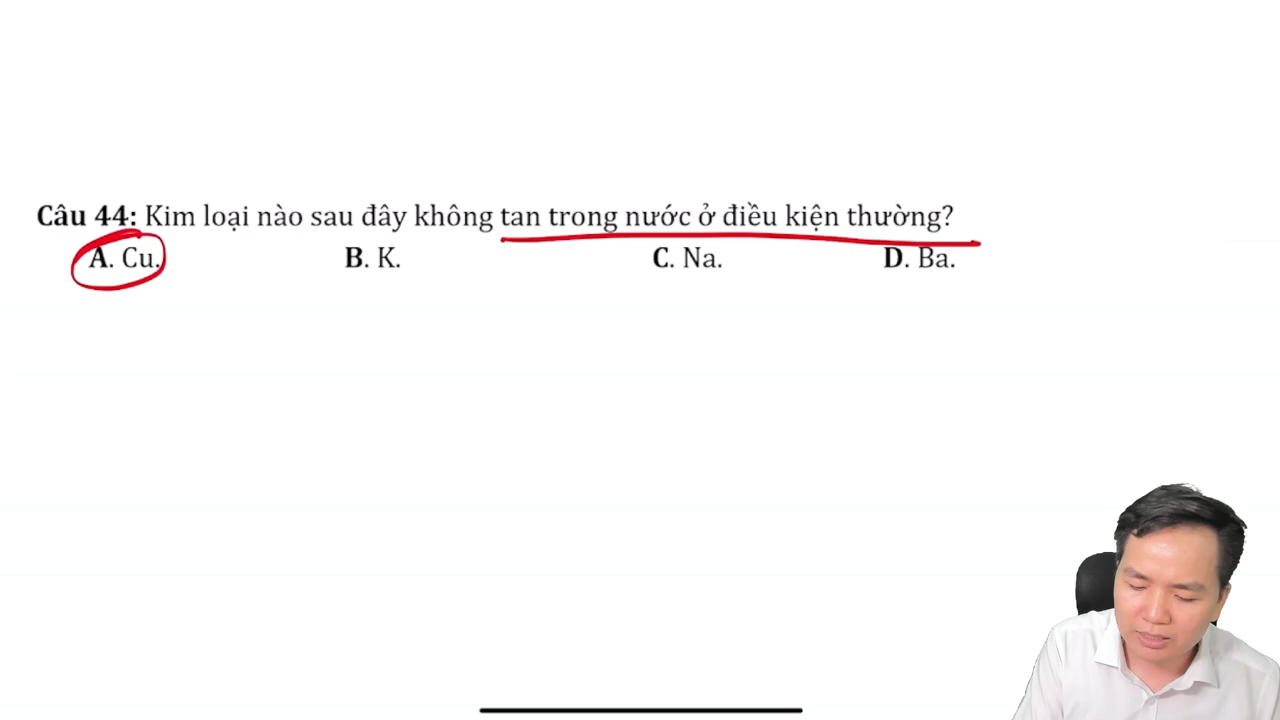 Câu 44: Kim loại nào sau đây không tan trong nước ở điều kiện thường?
A. Cu. B. K. C. Na. D. Ba.